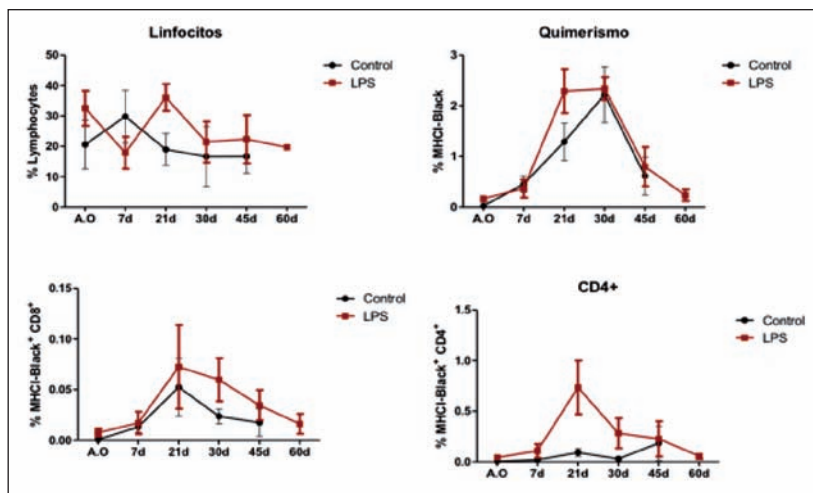 Linfocitos
% Lymphocytes
50
40
30
20
10
0
A.O 7d 21d 30d 45d 60d
Control
LPS
Quimerismo
% MHCI-Black
3
2
1
0
A.O 7d 21d 30d 45d 60d
Control
LPS
% MHCI-Black⁺ CD8⁺
0.15
0.10
0.05
0.00
A.O 7d 21d 30d 45d 60d
Control
LPS
CD4+
% MHCI-Black⁺ CD4⁺
1.5
1.0
0.5
0.0
A.O 7d 21d 30d 45d 60d
Control
LPS